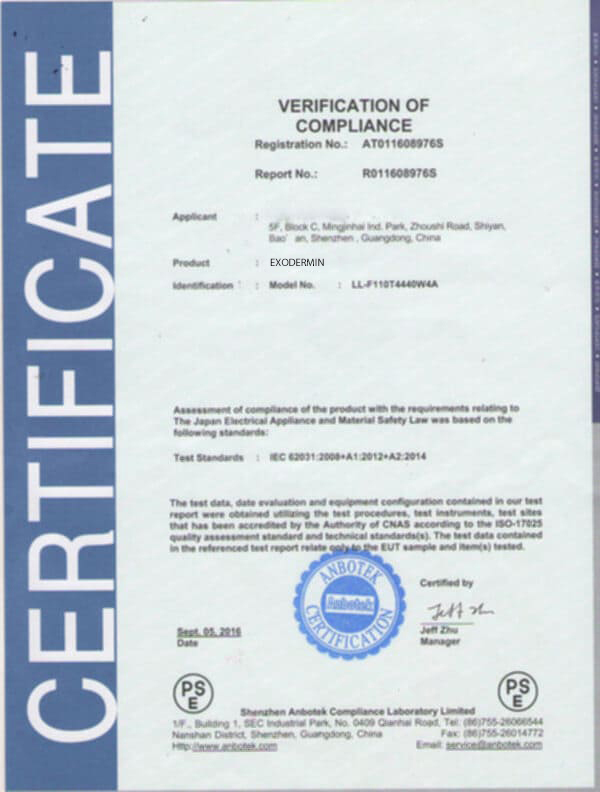 CERTIFICATE
VERIFICATION OF
COMPLIANCE
Registration No.: AT011608976S
Report No.: R011608976S
Applicant :
5F, Block C, Mingjinhai Ind. Park, Zhoushi Road, Shiyan,
Bao' an, Shenzhen , Guangdong, China
Product : EXODERMIN
Identification : Model No. : LL-F110T4440W4A
Assessment of compliance of the product with the requirements relating to
The Japan Electrical Appliance and Material Safety Law was based on the
following standards:
Test Standards : IEC 62031:2008+A1:2012+A2:2014
The test data, date evaluation and equipment configuration contained in our test
report were obtained utilizing the test procedures, test instruments, test sites
that has been accredited by the Authority of CNAS according to the ISO-17025
quality assessment standard and technical standards(s). The test data contained
in the referenced test report relate only to the EUT sample and item(s) tested.
ANBOTEK
Anbotek
CERTIFICATION
Certified by
Jeff Zhu
Sept. 05, 2016
Date
Jeff Zhu
Manager
PS
E
PS
E
Shenzhen Anbotek Compliance Laboratory Limited
1/F., Building 1, SEC Industrial Park, No. 0409 Qianhai Road, Tel: (86)755-26066544
Nanshan District, Shenzhen, Guangdong, China Fax: (86)755-26014772
Http://www.anbotek.com Email: service@anbotek.com